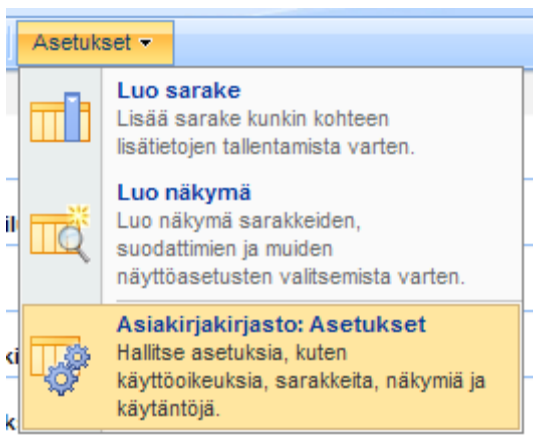 Asetukset
Luo sarake
Lisää sarake kunkin kohteen
lisätietojen tallentamista varten.
Luo näkymä
Luo näkymä sarakkeiden,
suodattimien ja muiden
näyttöasetusten valitsemista varten.
Asiakirjakirjasto: Asetukset
Hallitse asetuksia, kuten
käyttöoikeuksia, sarakkeita, näkymiä ja
käytäntöjä.